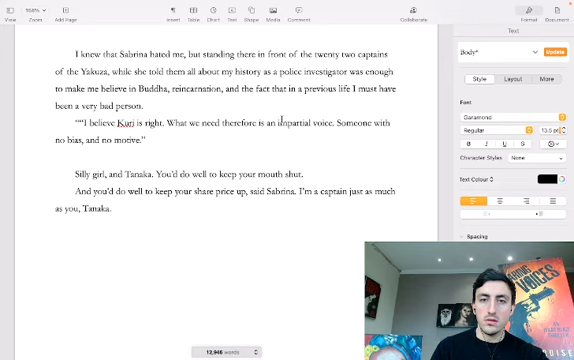 View
Zoom
Add Page
Insert
Table
Chart
Text
Shape
Media
Comment
Collaborate
Format
Document
I knew that Sabrina hated me, but standing there in front of the twenty two captains
of the Yakuza, while she told them all about my history as a police investigator was enough
to make me believe in Buddha, reincarnation, and the fact that in a previous life I must have
been a very bad person.
““I believe Kuri is right. What we need therefore is an impartial voice. Someone with
no bias, and no motive.”
Silly girl, and Tanaka. You’d do well to keep your mouth shut.
And you’d do well to keep your share price up, said Sabrina. I’m a captain just as much
as you, Tanaka.
12,946 words
Text
Body*
Update
Style
Layout
More
Font
Garamond
Regular
13.5 pt
B I U S
Character Styles
None
Text Colour
Spacing
VOICES